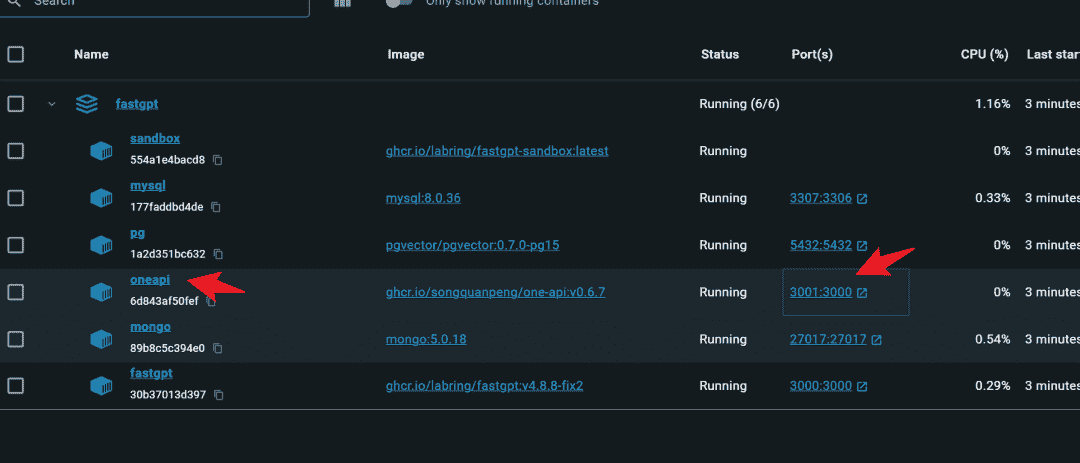 Search
Only show running containers
Name Image Status Port(s) CPU (%) Last star
fastgpt Running (6/6) 1.16% 3 minutes
sandbox
554a1e4bacd8 ghcr.io/labring/fastgpt-sandbox:latest Running 0% 3 minutes
mysql
177faddbd4de mysql:8.0.36 Running 3307:3306 0.33% 3 minutes
pg
1a2d351bc632 pgvector/pgvector:0.7.0-pg15 Running 5432:5432 0% 3 minutes
oneapi
6d843af50fef ghcr.io/songquanpeng/one-api:v0.6.7 Running 3001:3000 0% 3 minutes
mongo
89b8c5c394e0 mongo:5.0.18 Running 27017:27017 0.54% 3 minutes
fastgpt
30b37013d397 ghcr.io/labring/fastgpt:v4.8.8-fix2 Running 3000:3000 0.29% 3 minutes